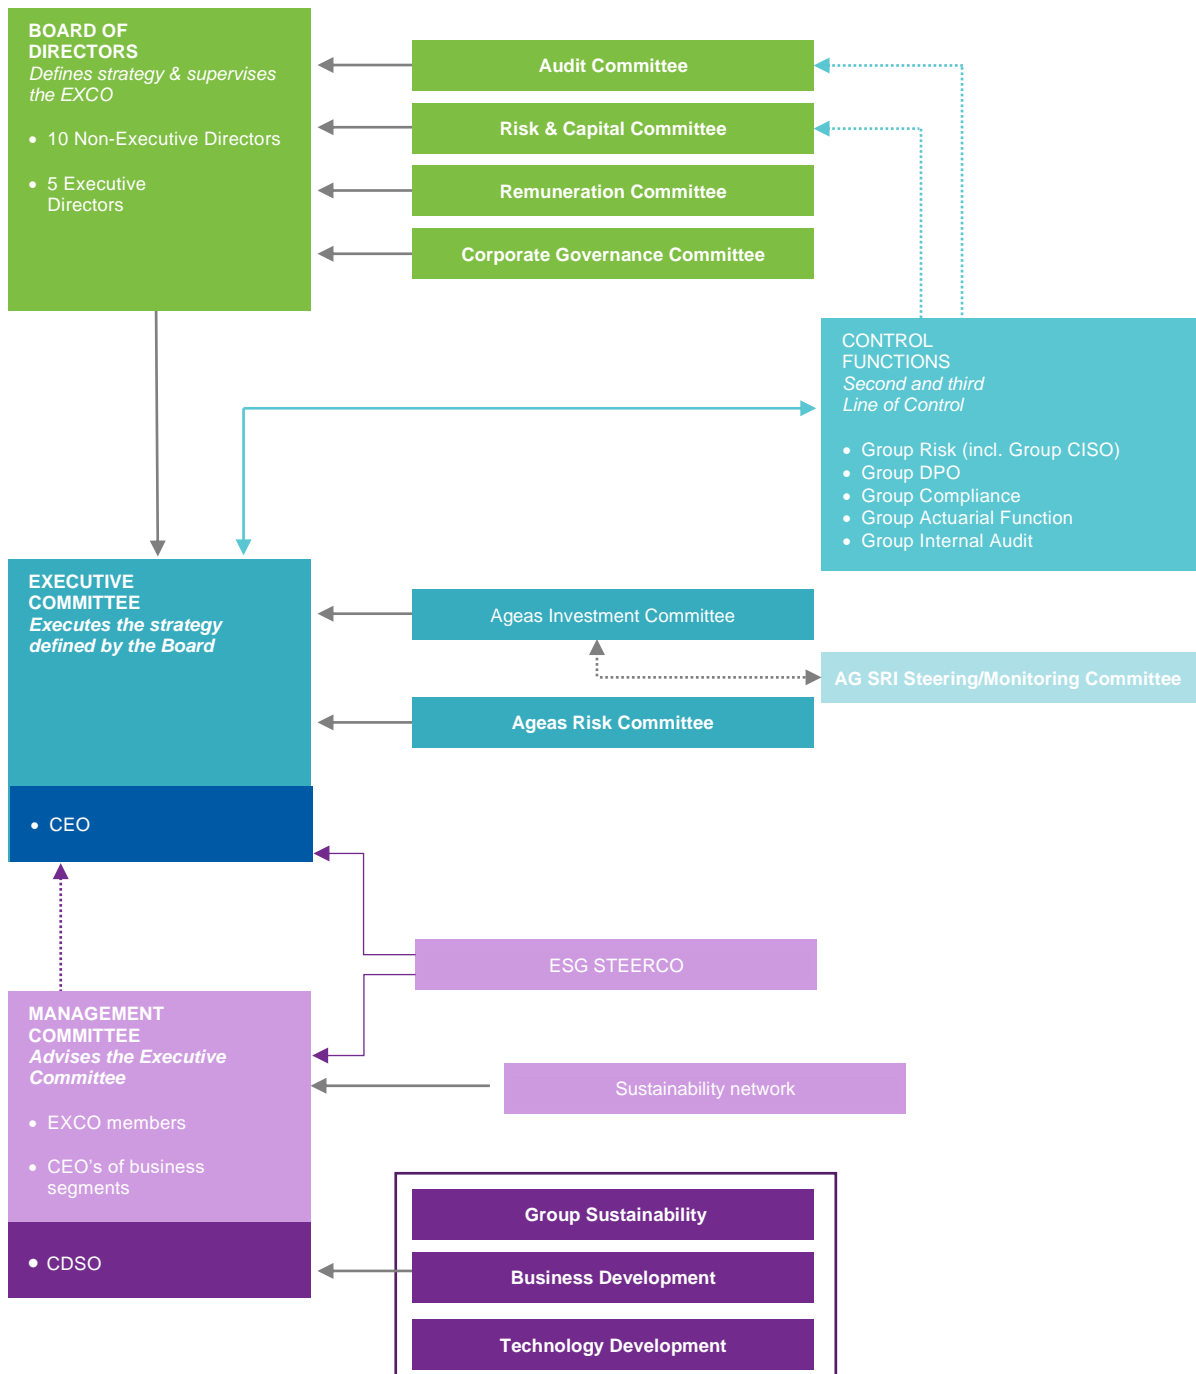 BOARD OF
DIRECTORS
Defines strategy & supervises
the EXCO
• 10 Non-Executive Directors
• 5 Executive
Directors
Audit Committee
Risk & Capital Committee
Remuneration Committee
Corporate Governance Committee
CONTROL
FUNCTIONS
Second and third
Line of Control
• Group Risk (incl. Group CISO)
• Group DPO
• Group Compliance
• Group Actuarial Function
• Group Internal Audit
EXECUTIVE
COMMITTEE
Executes the strategy
defined by the Board
• CEO
Ageas Investment Committee
AG SRI Steering/Monitoring Committee
Ageas Risk Committee
ESG STEERCO
MANAGEMENT
COMMITTEE
Advises the Executive
Committee
• EXCO members
• CEO’s of business
segments
• CDSO
Sustainability network
Group Sustainability
Business Development
Technology Development